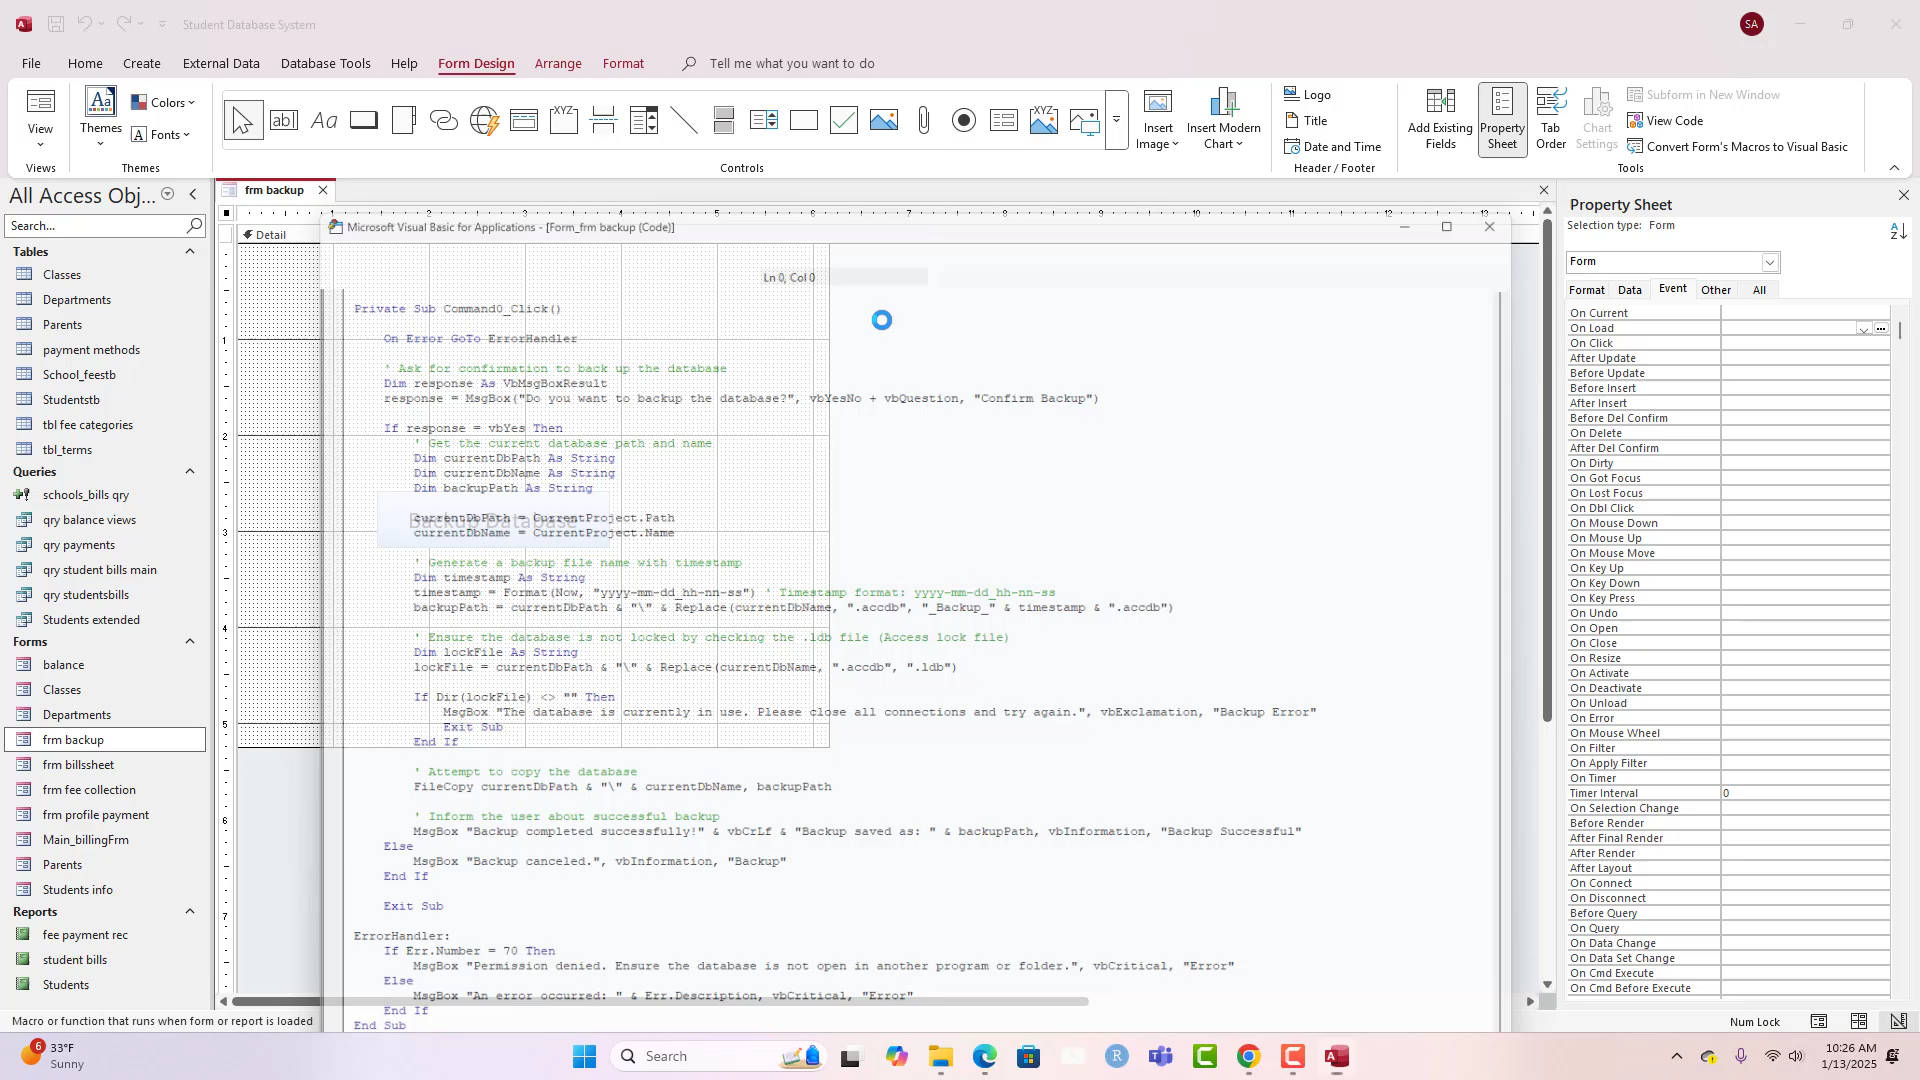 Student Database System
SA
File Home Create External Data Database Tools Help Form Design Arrange Format Tell me what you want to do
View
Views
Aa
Themes
Colors
Fonts
Themes
ab|
Aa
XYZ
XYZ
Controls
Insert Image
Insert Modern Chart
Logo
Title
Date and Time
Header / Footer
Add Existing Fields
Property Sheet
Tab Order
Chart Settings
Subform in New Window
View Code
Convert Form's Macros to Visual Basic
Tools
All Access Obj...
Search...
Tables
Classes
Departments
Parents
payment methods
School_feestb
Studentstb
tbl fee categories
tbl_terms
Queries
schools_bills qry
qry balance views
qry payments
qry student bills main
qry studentsbills
Students extended
Forms
balance
Classes
Departments
frm backup
frm billssheet
frm fee collection
frm profile payment
Main_billingFrm
Parents
Students info
Reports
fee payment rec
student bills
Students
frm backup
Detail
Microsoft Visual Basic for Applications - [Form_frm backup (Code)]
Ln 0, Col 0
Private Sub Command0_Click()
On Error GoTo ErrorHandler
' Ask for confirmation to back up the database
Dim response As VbMsgBoxResult
response = MsgBox("Do you want to backup the database?", vbYesNo + vbQuestion, "Confirm Backup")
If response = vbYes Then
' Get the current database path and name
Dim currentDbPath As String
Dim currentDbName As String
Dim backupPath As String
Backup Database
currentDbPath = CurrentProject.Path
currentDbName = CurrentProject.Name
' Generate a backup file name with timestamp
Dim timestamp As String
timestamp = Format(Now, "yyyy-mm-dd_hh-nn-ss") ' Timestamp format: yyyy-mm-dd_hh-nn-ss
backupPath = currentDbPath & "\" & Replace(currentDbName, ".accdb", "_Backup_" & timestamp & ".accdb")
' Ensure the database is not locked by checking the .ldb file (Access lock file)
Dim lockFile As String
lockFile = currentDbPath & "\" & Replace(currentDbName, ".accdb", ".ldb")
If Dir(lockFile) <> "" Then
MsgBox "The database is currently in use. Please close all connections and try again.", vbExclamation, "Backup Error"
Exit Sub
End If
' Attempt to copy the database
FileCopy currentDbPath & "\" & currentDbName, backupPath
' Inform the user about successful backup
MsgBox "Backup completed successfully!" & vbCrLf & "Backup saved as: " & backupPath, vbInformation, "Backup Successful"
Else
MsgBox "Backup canceled.", vbInformation, "Backup"
End If
Exit Sub
ErrorHandler:
If Err.Number = 70 Then
MsgBox "Permission denied. Ensure the database is not open in another program or folder.", vbCritical, "Error"
Else
MsgBox "An error occurred: " & Err.Description, vbCritical, "Error"
End If
End Sub
Property Sheet
Selection type: Form
Form
Format Data Event Other All
On Current
On Load
On Click
After Update
Before Update
Before Insert
After Insert
Before Del Confirm
On Delete
After Del Confirm
On Dirty
On Got Focus
On Lost Focus
On Dbl Click
On Mouse Down
On Mouse Up
On Mouse Move
On Key Up
On Key Down
On Key Press
On Undo
On Open
On Close
On Resize
On Activate
On Deactivate
On Unload
On Error
On Mouse Wheel
On Filter
On Apply Filter
On Timer
Timer Interval 0
On Selection Change
Before Render
After Final Render
After Render
After Layout
On Connect
On Disconnect
Before Query
On Query
On Data Change
On Data Set Change
On Cmd Execute
On Cmd Before Execute
Macro or function that runs when form or report is loaded
Num Lock
6
33°F
Sunny
Search
10:26 AM
1/13/2025